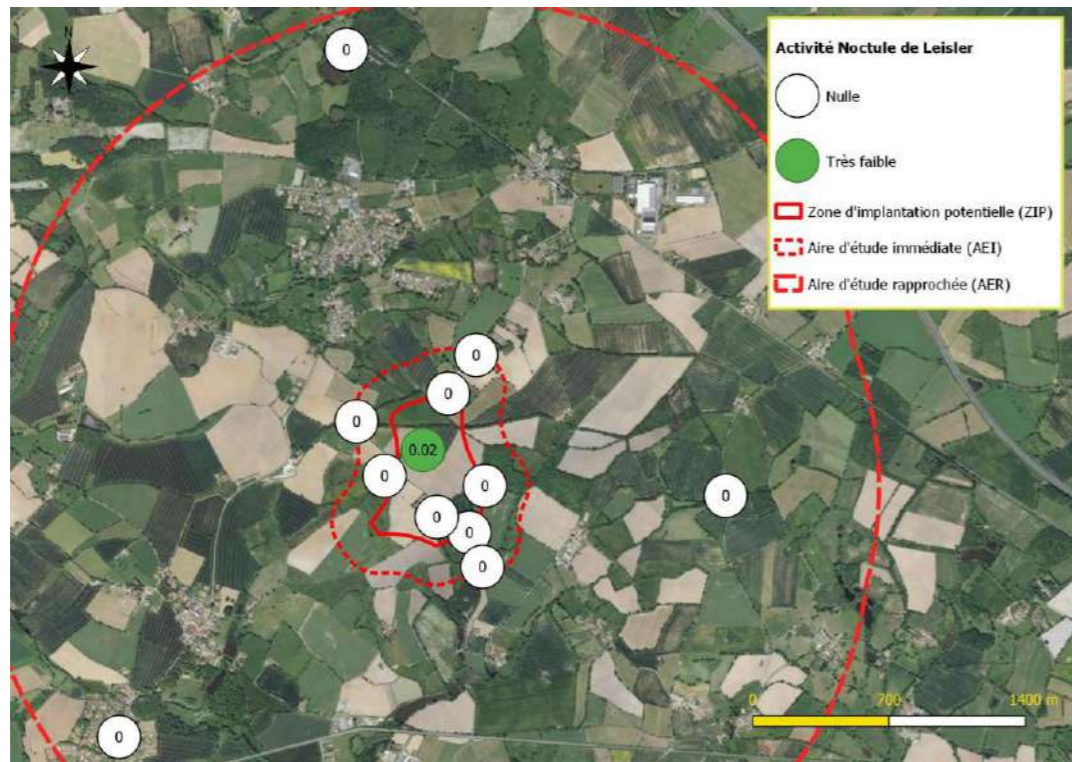 N
0
Activité Noctule de Leisler
Nulle
Très faible
Zone d'implantation potentielle (ZIP)
Aire d'étude immédiate (AEI)
Aire d'étude rapprochée (AER)
0
0
0
0.02
0
0
0
0
0
0
0
0 700 1400 m